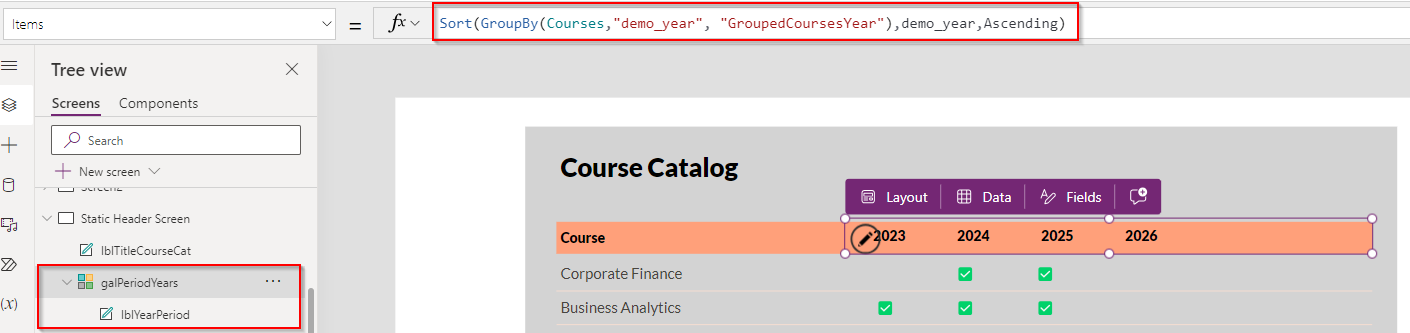 Items
=
fx
Sort(GroupBy(Courses,"demo_year", "GroupedCoursesYear"),demo_year,Ascending)
Tree view
Screens Components
Search
New screen
Screen2
Static Header Screen
lblTitleCourseCat
galPeriodYears ...
lblYearPeriod
(x)
Course Catalog
Layout Data Fields
Course 2023 2024 2025 2026
Corporate Finance
Business Analytics